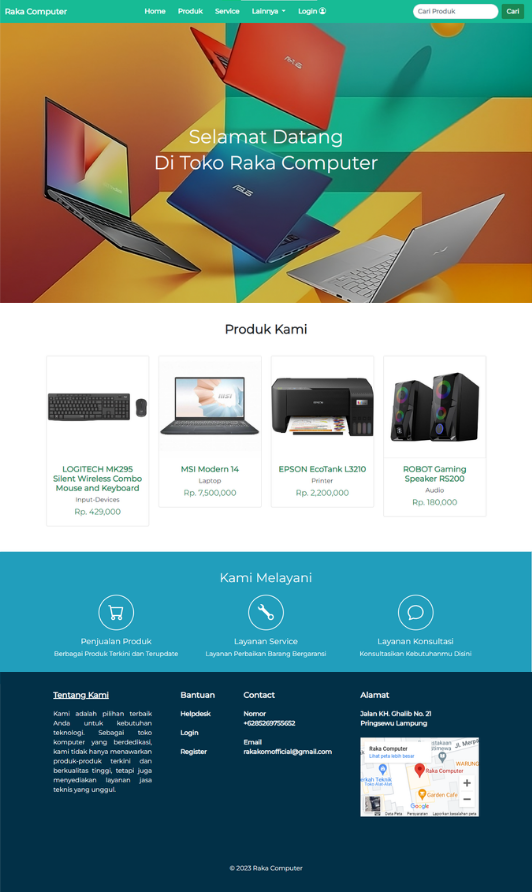 Raka Computer
Home
Produk
Service
Lainnya
Login
Cari Produk
Cari
ASUS
ASUS
Selamat Datang
Di Toko Raka Computer
Produk Kami
LOGITECH MK295
Silent Wireless Combo
Mouse and Keyboard
Input-Devices
Rp. 429,000
MSI Modern 14
Laptop
Rp. 7,500,000
EPSON
EPSON EcoTank L3210
Printer
Rp. 2,200,000
ROBOT Gaming
Speaker RS200
Audio
Rp. 180,000
Kami Melayani
Penjualan Produk
Berbagai Produk Terkini dan Terupdate
Layanan Service
Layanan Perbaikan Barang Bergaransi
Layanan Konsultasi
Konsultasikan Kebutuhanmu Disini
Tentang Kami
Kami adalah pilihan terbaik
Anda untuk kebutuhan
teknologi. Sebagai toko
komputer yang berdedikasi,
kami tidak hanya menawarkan
produk-produk terkini dan
berkualitas tinggi, tetapi juga
menyediakan layanan jasa
teknis yang unggul.
Bantuan
Helpdesk
Login
Register
Contact
Nomor
+6285269755652
Email
rakakomofficial@gmail.com
Alamat
Jalan KH. Ghalib No. 21
Pringsewu Lampung
Raka Computer
Lihat peta lebih besar
JL. Merpa
WARUNG
Raka Computer
Garden Cafe
Google
Data Peta
Persyaratan
Laporkan kesalahan peta
© 2023 Raka Computer